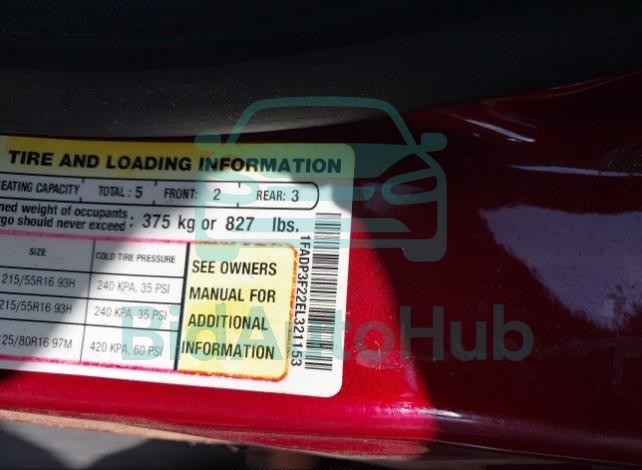 TIRE AND LOADING INFORMATION
EATING CAPACITY TOTAL: 5 FRONT: 2 REAR: 3
ned weight of occupants
rgo should never exceed : 375 kg or 827 lbs.
SIZE COLD TIRE PRESSURE
215/55R16 93H 240 KPA, 35 PSI
215/55R16 93H 240 KPA, 35 PSI
125/80R16 97M 420 KPA, 60 PSI
SEE OWNERS
MANUAL FOR
ADDITIONAL
INFORMATION
1FADP3F22EL321153
BidAutoHub